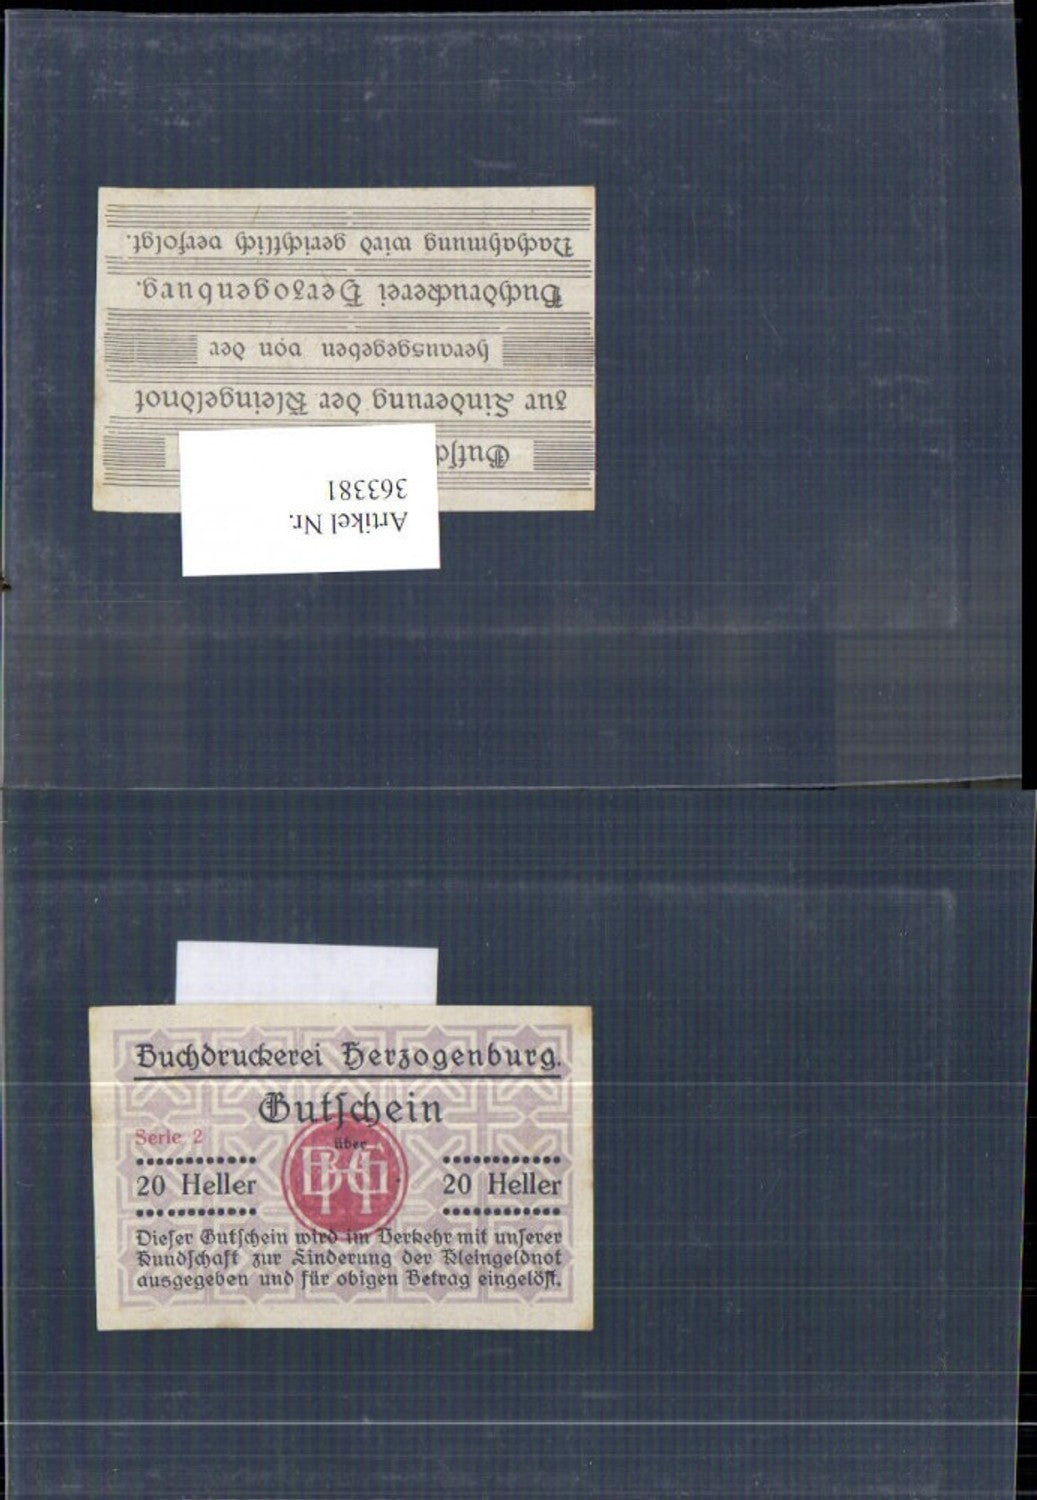 Nachahmung wird gerichtlich verfolgt.
Buchdruckerei Herzogenburg.
herausgegeben von der
zur Linderung der Kleingeldnot
Artikel Nr.
363381
Buchdruckerei Herzogenburg.
Gutschein
Serie 2
über
20 Heller
BHG
20 Heller
Dieser Gutschein wird im Verkehr mit unserer
Kundschaft zur Linderung der Kleingeldnot
ausgegeben und für obigen Betrag eingelöst.